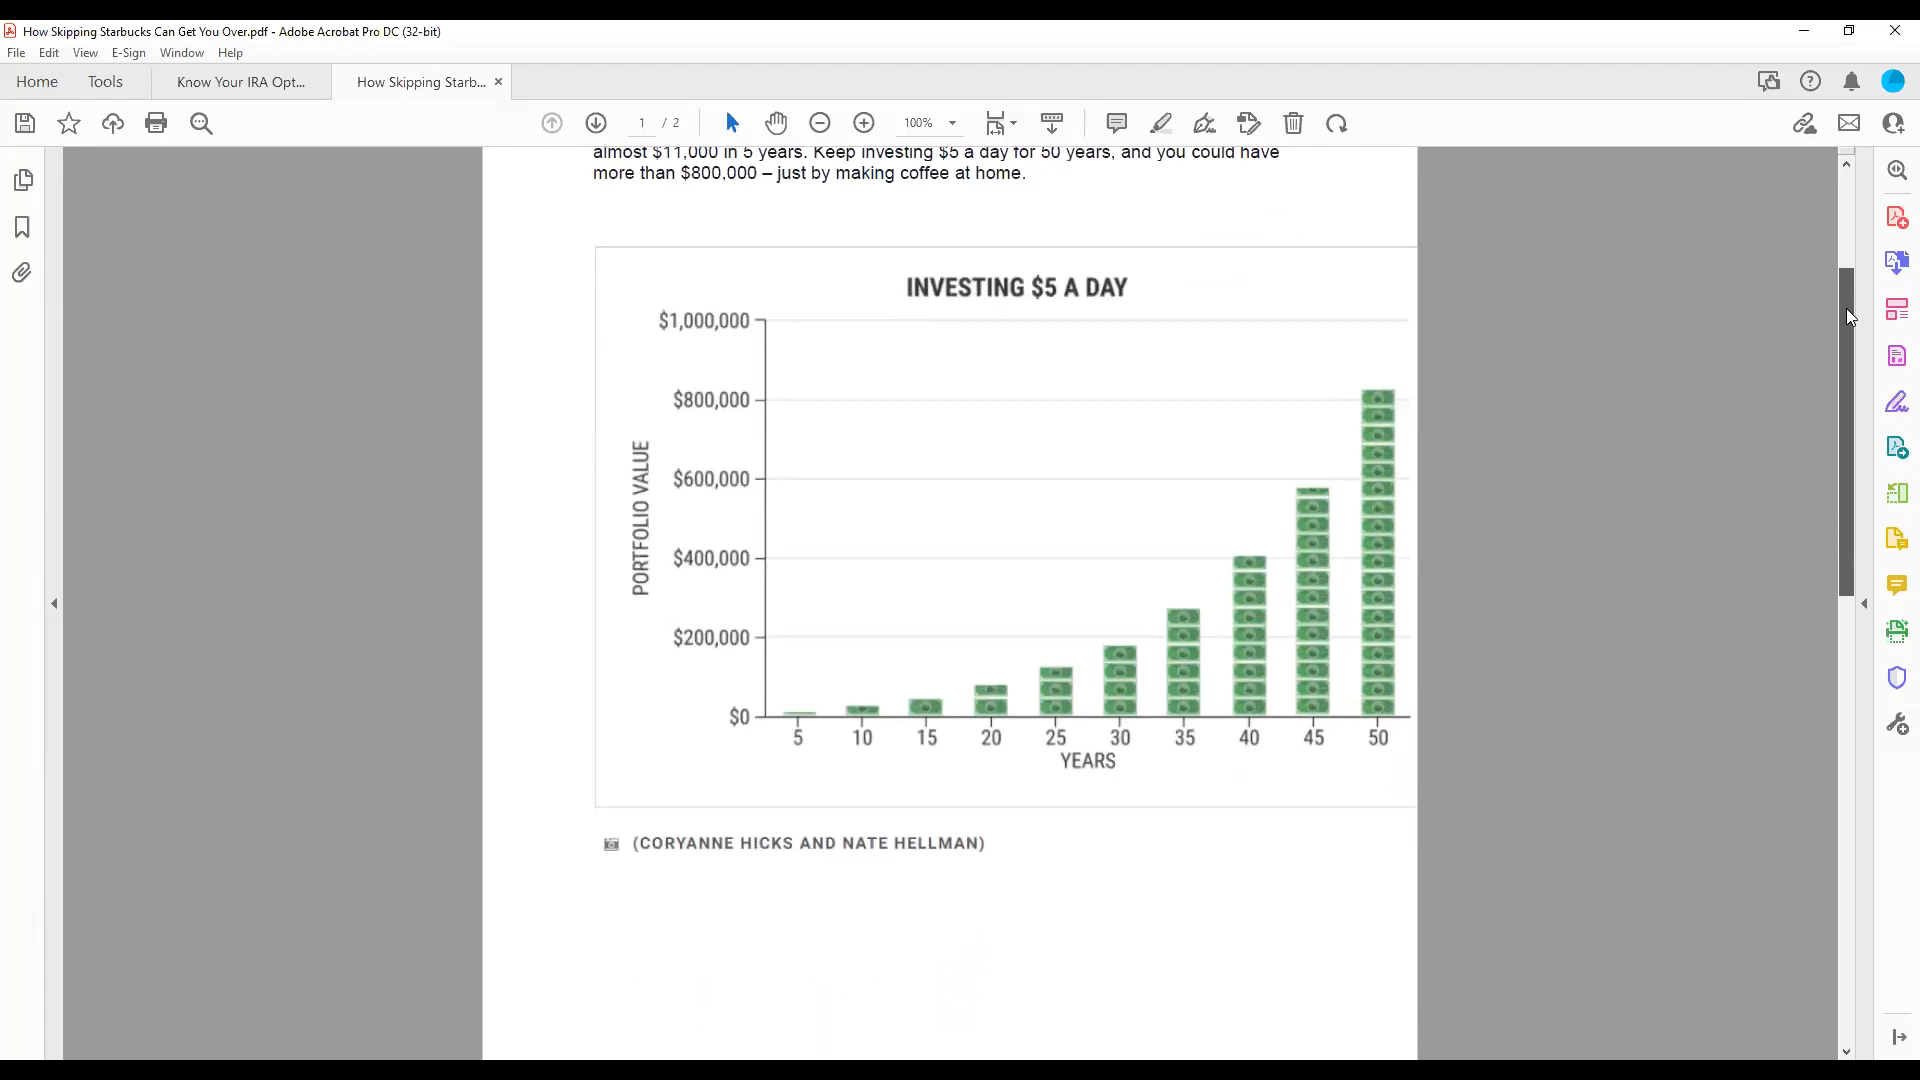 How Skipping Starbucks Can Get You Over.pdf - Adobe Acrobat Pro DC (32-bit)
File Edit View E-Sign Window Help
Home Tools Know Your IRA Opt... How Skipping Starb... ×
1 / 2 100%
almost $11,000 in 5 years. Keep investing $5 a day for 50 years, and you could have
more than $800,000 – just by making coffee at home.
INVESTING $5 A DAY
$1,000,000
$800,000
$600,000
$400,000
$200,000
$0
PORTFOLIO VALUE
5 10 15 20 25 30 35 40 45 50
YEARS
(CORYANNE HICKS AND NATE HELLMAN)